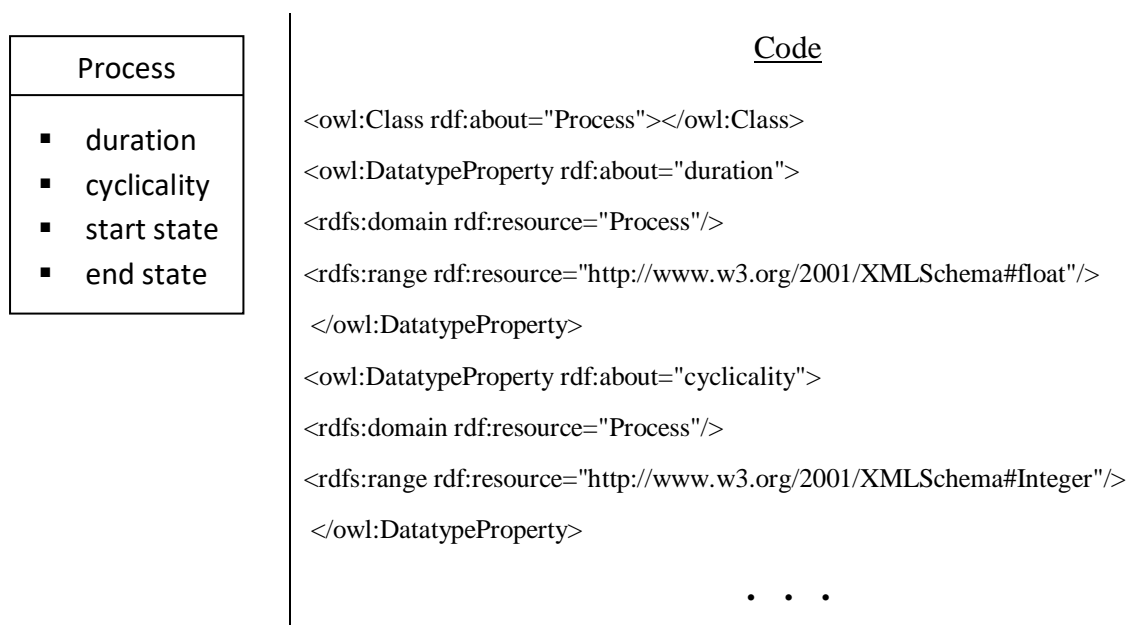 Process
▪ duration
▪ cyclicality
▪ start state
▪ end state
Code
<owl:Class rdf:about="Process"></owl:Class>
<owl:DatatypeProperty rdf:about="duration">
<rdfs:domain rdf:resource="Process"/>
<rdfs:range rdf:resource="http://www.w3.org/2001/XMLSchema#float"/>
</owl:DatatypeProperty>
<owl:DatatypeProperty rdf:about="cyclicality">
<rdfs:domain rdf:resource="Process"/>
<rdfs:range rdf:resource="http://www.w3.org/2001/XMLSchema#Integer"/>
</owl:DatatypeProperty>
. . .